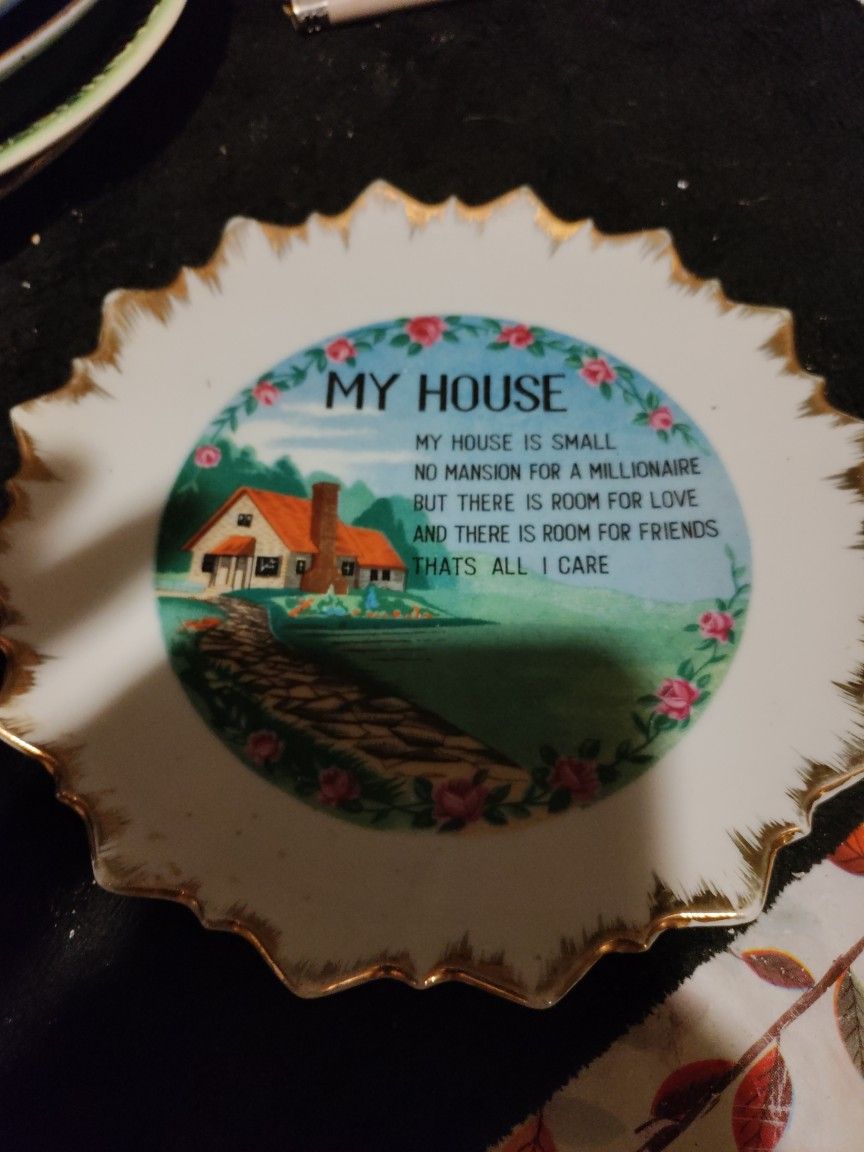 MY HOUSE
MY HOUSE IS SMALL
NO MANSION FOR A MILLIONAIRE
BUT THERE IS ROOM FOR LOVE
AND THERE IS ROOM FOR FRIENDS
THATS ALL I CARE